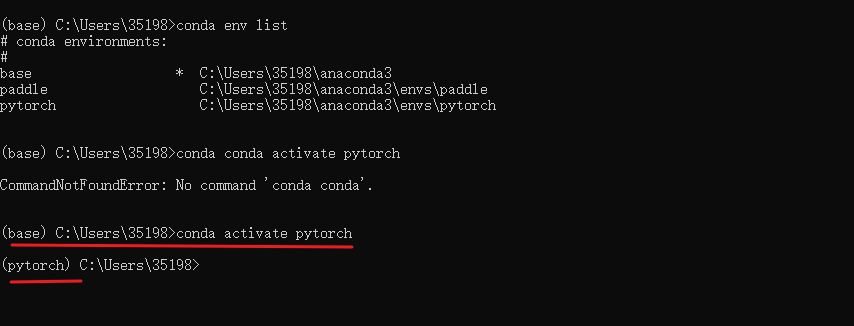 (base) C:\Users\35198>conda env list
# conda environments:
#
base                  *  C:\Users\35198\anaconda3
paddle                   C:\Users\35198\anaconda3\envs\paddle
pytorch                  C:\Users\35198\anaconda3\envs\pytorch
(base) C:\Users\35198>conda conda activate pytorch
CommandNotFoundError: No command 'conda conda'.
(base) C:\Users\35198>conda activate pytorch
(pytorch) C:\Users\35198>